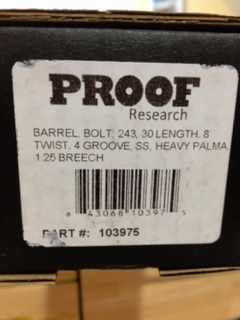 PROOF
Research
BARREL, BOLT, 243, 30 LENGTH, 8
TWIST, 4 GROOVE, SS, HEAVY PALMA,
1.25 BREECH
8 43068 10397 5
PART #: 103975